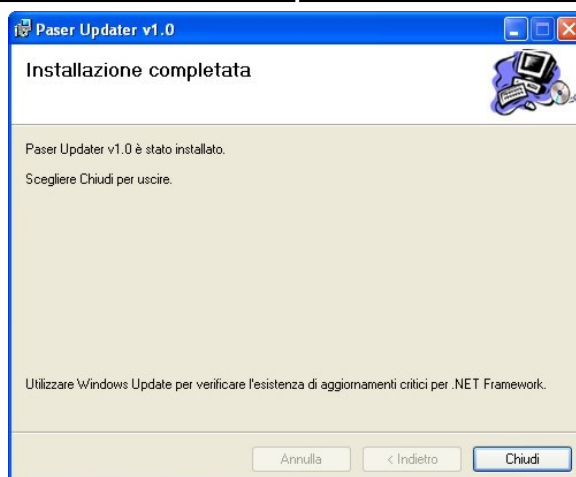 Paser Updater v1.0
Installazione completata
Paser Updater v1.0 è stato installato.
Scegliere Chiudi per uscire.
Utilizzare Windows Update per verificare l'esistenza di aggiornamenti critici per .NET Framework.
Annulla
< Indietro
Chiudi